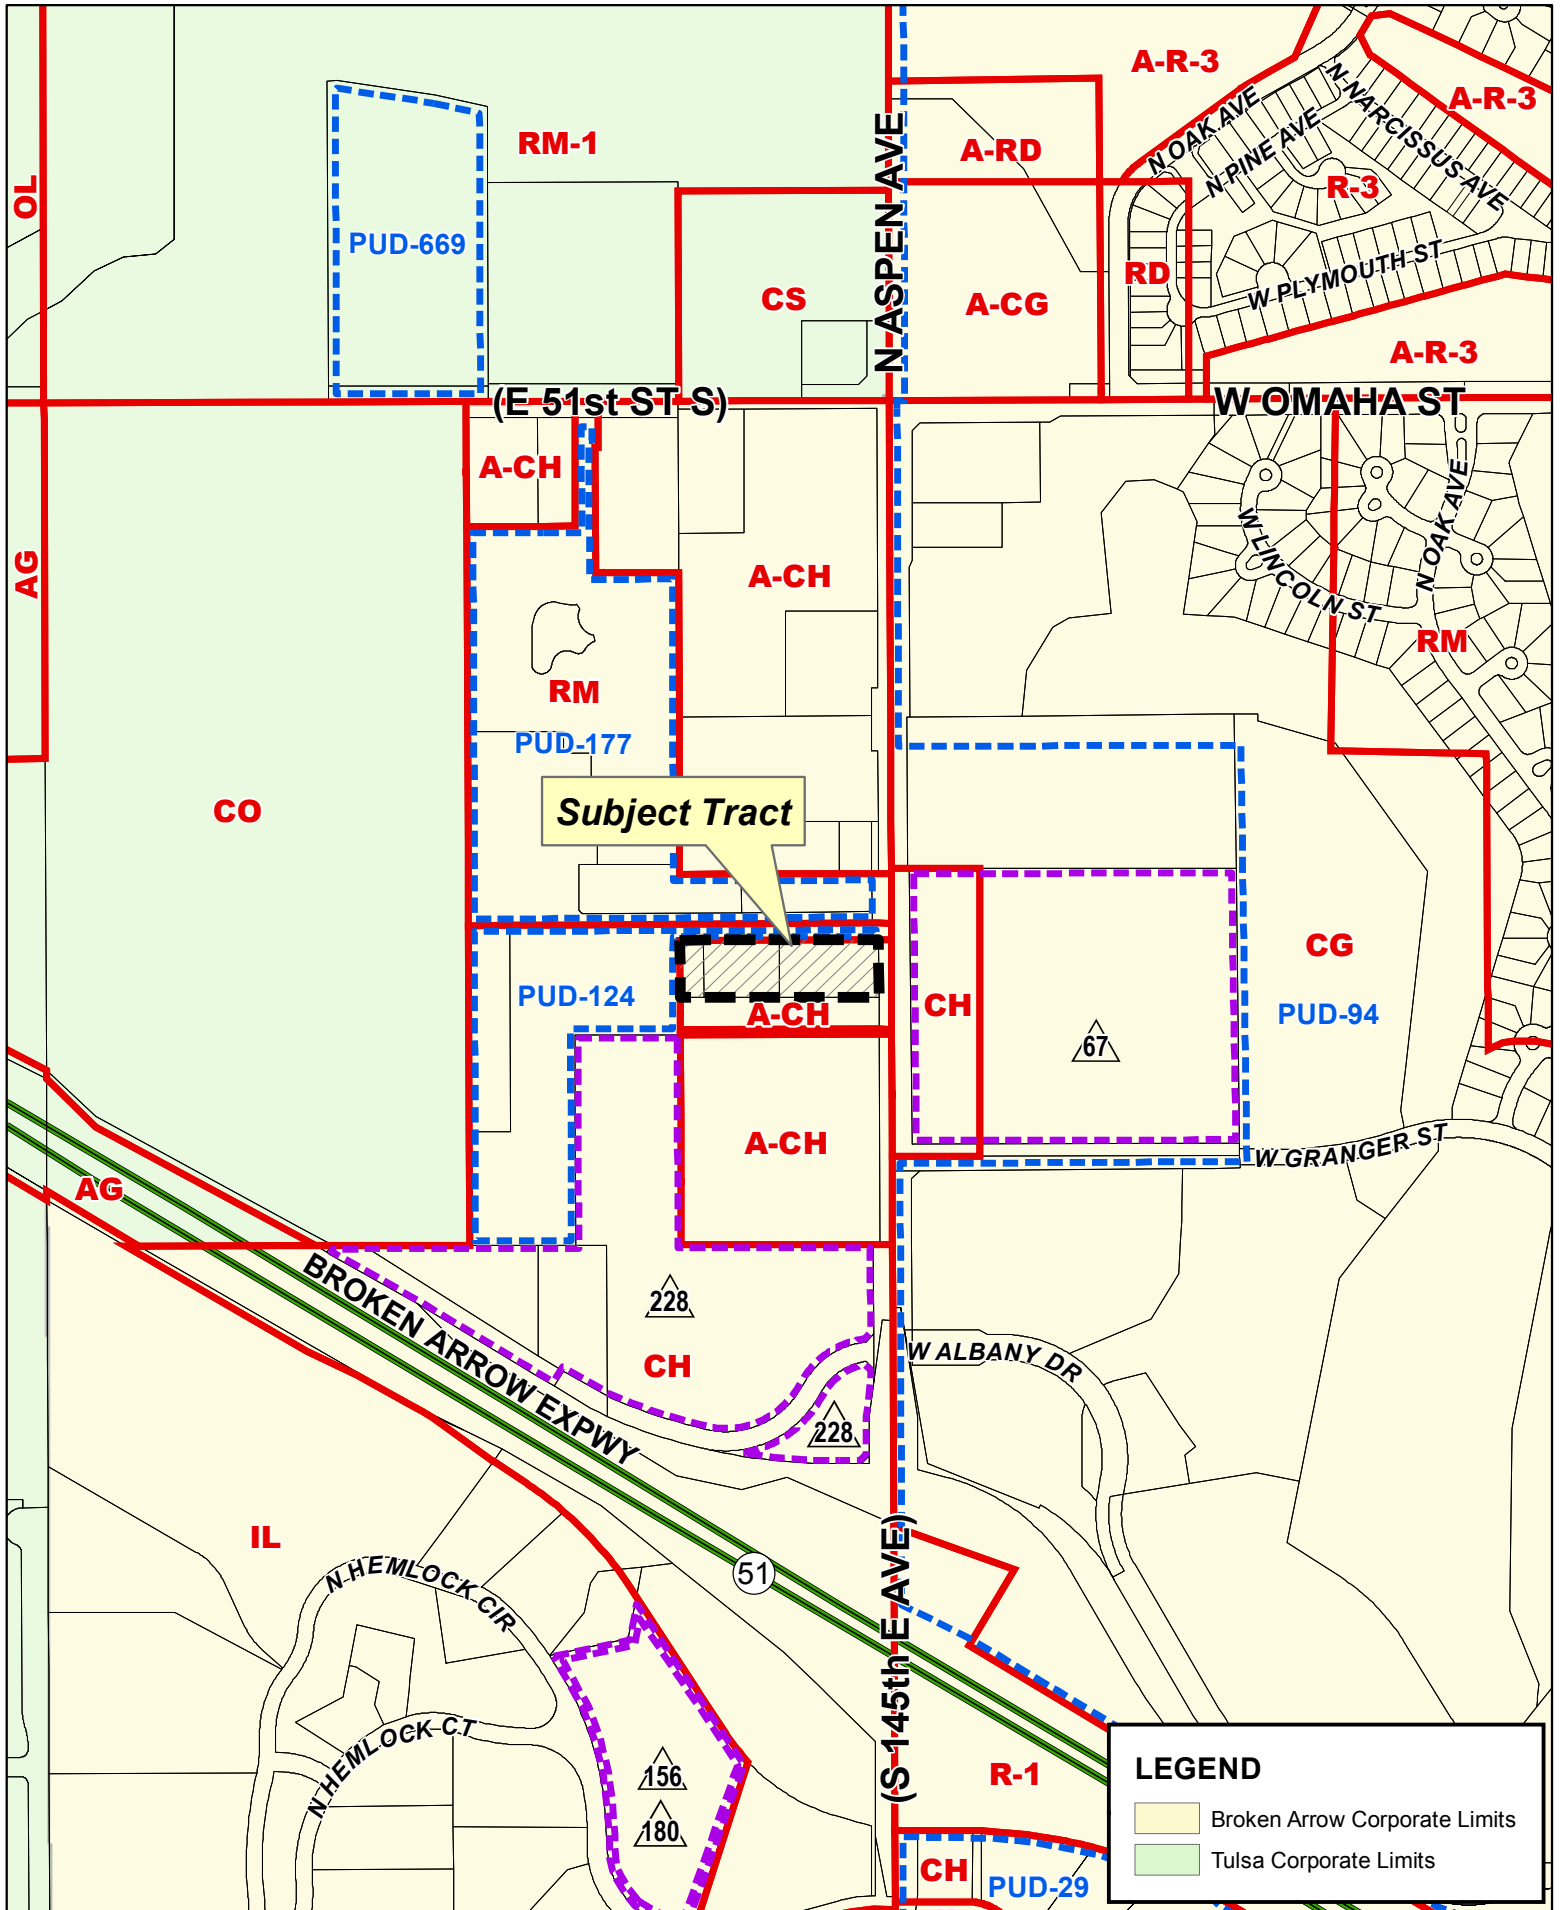 A-R-3
A-R-3
N NARCISSUS AVE
N OAK AVE
N PINE AVE
RM-1
A-RD
N ASPEN AVE
R-3
OL
PUD-669
RD
W PLYMOUTH ST
CS
A-CG
A-R-3
(E 51st ST S)
W OMAHA ST
A-CH
AG
A-CH
W LINCOLN ST
N OAK AVE
RM
RM
PUD-177
CO
Subject Tract
CG
PUD-124
CH
PUD-94
A-CH
67
A-CH
W GRANGER ST
AG
BROKEN ARROW EXPWY
228
CH
W ALBANY DR
228
IL
51
N HEMLOCK CIR
(S 145th E AVE)
N HEMLOCK CT
156
180
R-1
CH
PUD-29
LEGEND
Broken Arrow Corporate Limits
Tulsa Corporate Limits